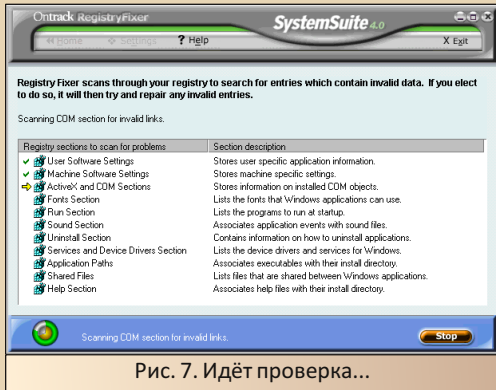 Ontrack RegistryFixer
SystemSuite 4.0
Home Settings ? Help X Exit
Registry Fixer scans through your registry to search for entries which contain invalid data. If you elect
to do so, it will then try and repair any invalid entries.
Scanning COM section for invalid links.
Registry sections to scan for problems Section description
User Software Settings Stores user specific application information.
Machine Software Settings Stores machine specific settings.
ActiveX and COM Sections Stores information on installed COM objects.
Fonts Section Lists the fonts that Windows applications can use.
Run Section Lists the programs to run at startup.
Sound Section Associates application events with sound files.
Uninstall Section Contains information on how to uninstall applications.
Services and Device Drivers Section Lists the device drivers and services for Windows.
Application Paths Associates executables with their install directory.
Shared Files Lists files that are shared between Windows applications.
Help Section Associates help files with their install directory.
Scanning COM section for invalid links. Stop
Рис. 7. Идёт проверка...